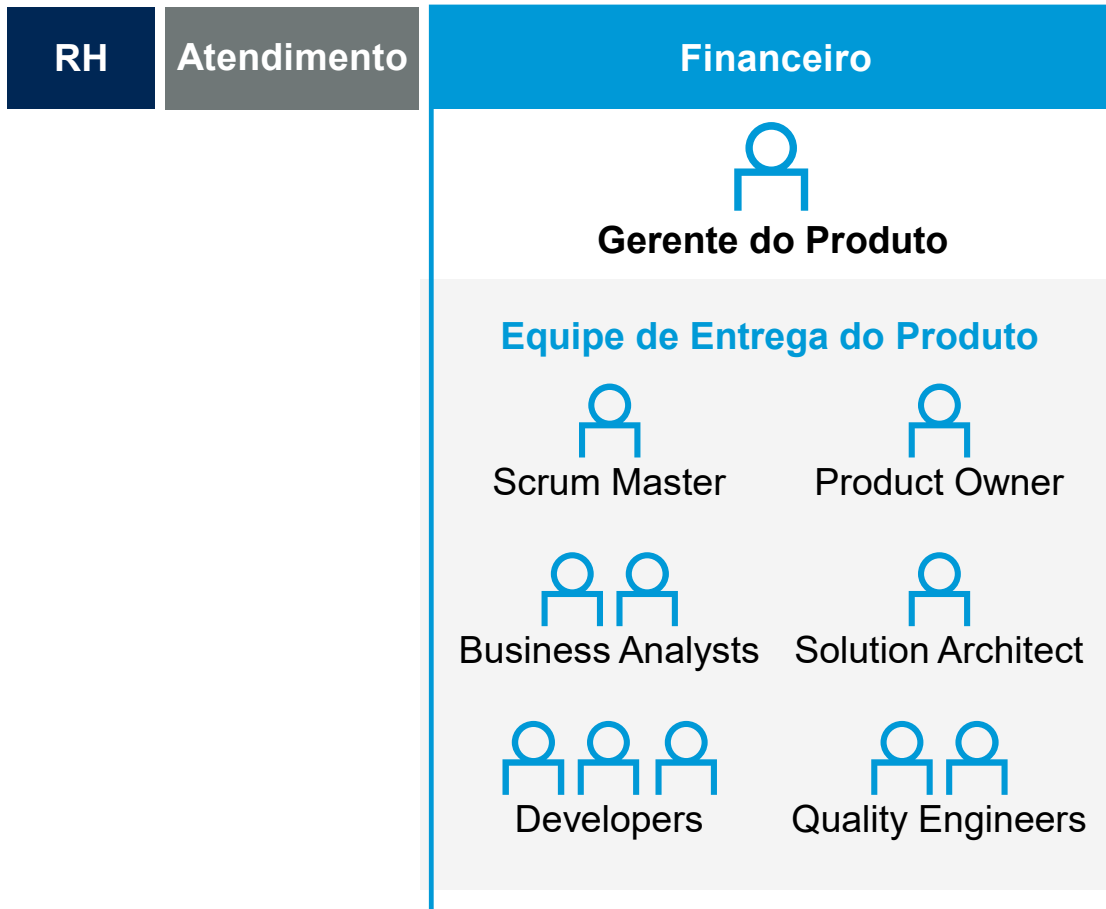 RH
Atendimento
Financeiro
Gerente do Produto
Equipe de Entrega do Produto
Scrum Master
Product Owner
Business Analysts
Solution Architect
Developers
Quality Engineers